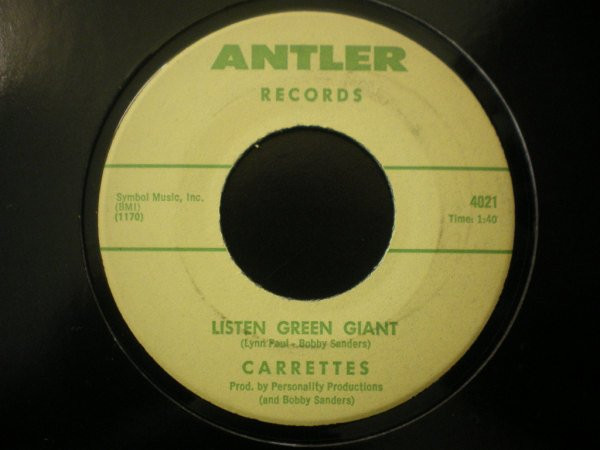 ANTLER
RECORDS
Symbol Music, Inc.
(BMI)
(1170)
4021
Time: 1:40
LISTEN GREEN GIANT
(Lynn Paul - Bobby Sanders)
CARRETTES
Prod. by Personality Productions
(and Bobby Sanders)